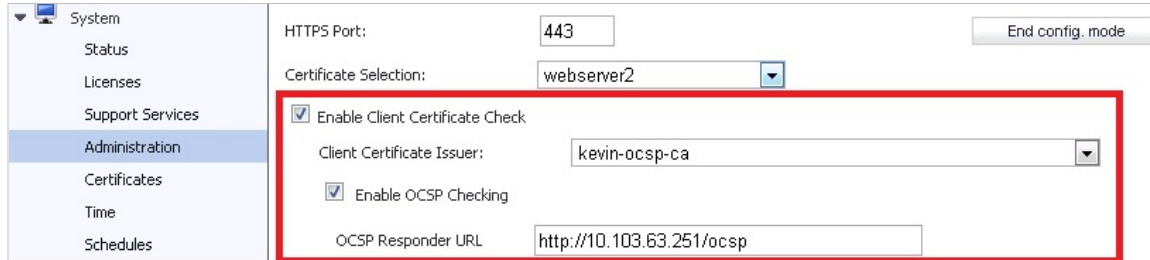 System
Status
Licenses
Support Services
Administration
Certificates
Time
Schedules
HTTPS Port: 443 End config. mode
Certificate Selection: webserver2
Enable Client Certificate Check
Client Certificate Issuer: kevin-ocsp-ca
Enable OCSP Checking
OCSP Responder URL http://10.103.63.251/ocsp